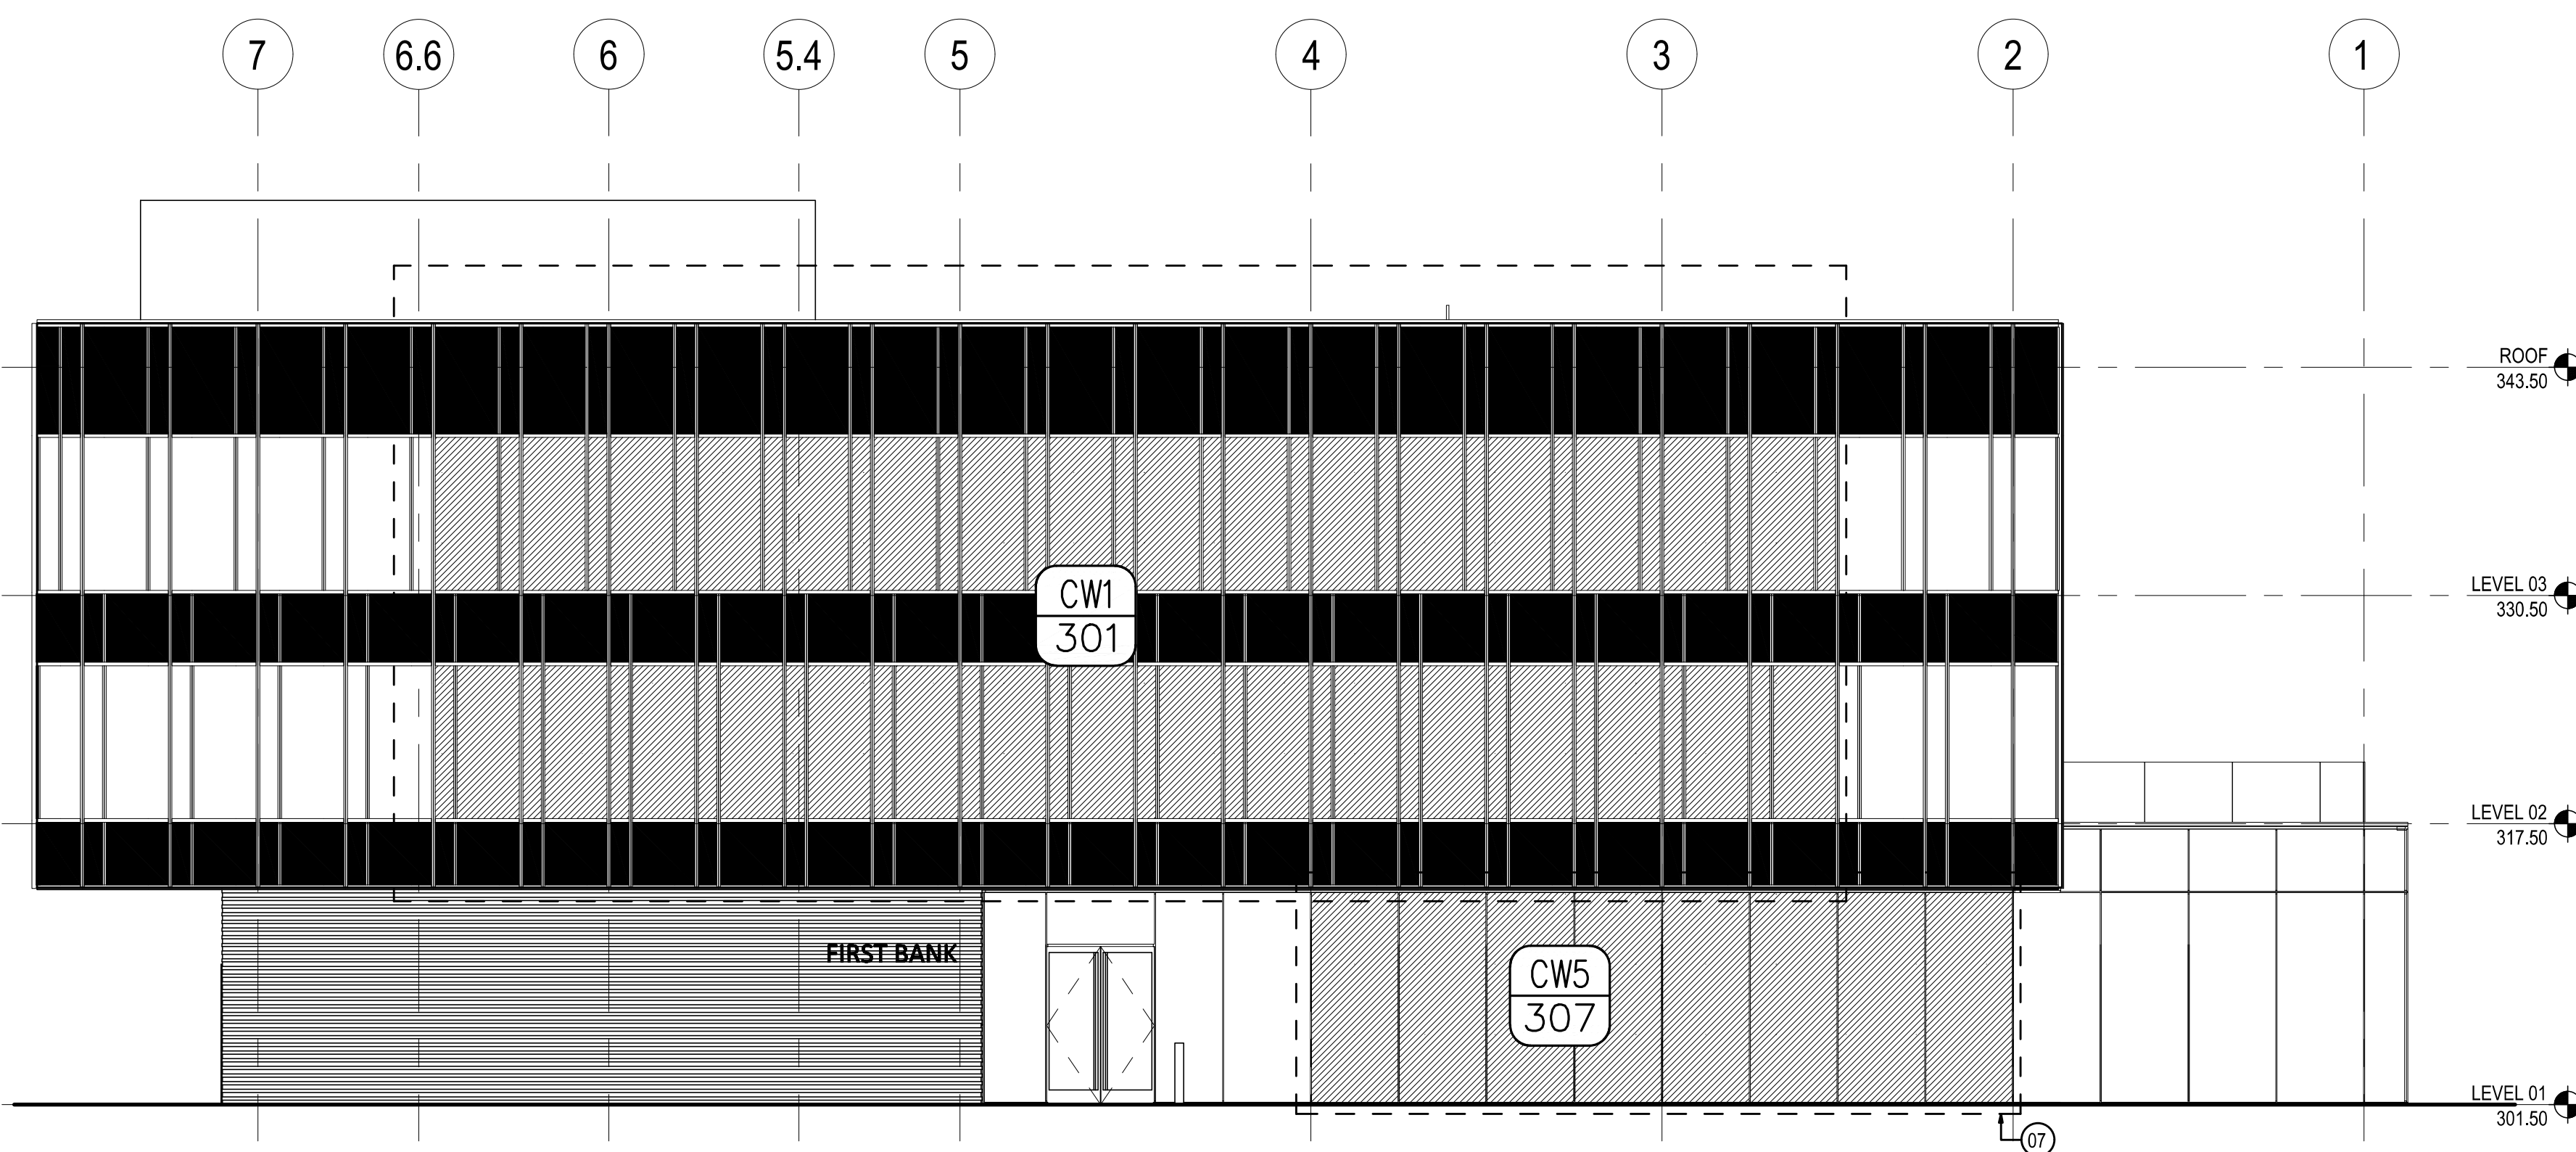 7 6.6 6 5.4 5 4 3 2 1
ROOF
343.50
CW1
301
LEVEL 03
330.50
LEVEL 02
317.50
FIRST BANK
CW5
307
LEVEL 01
301.50
07